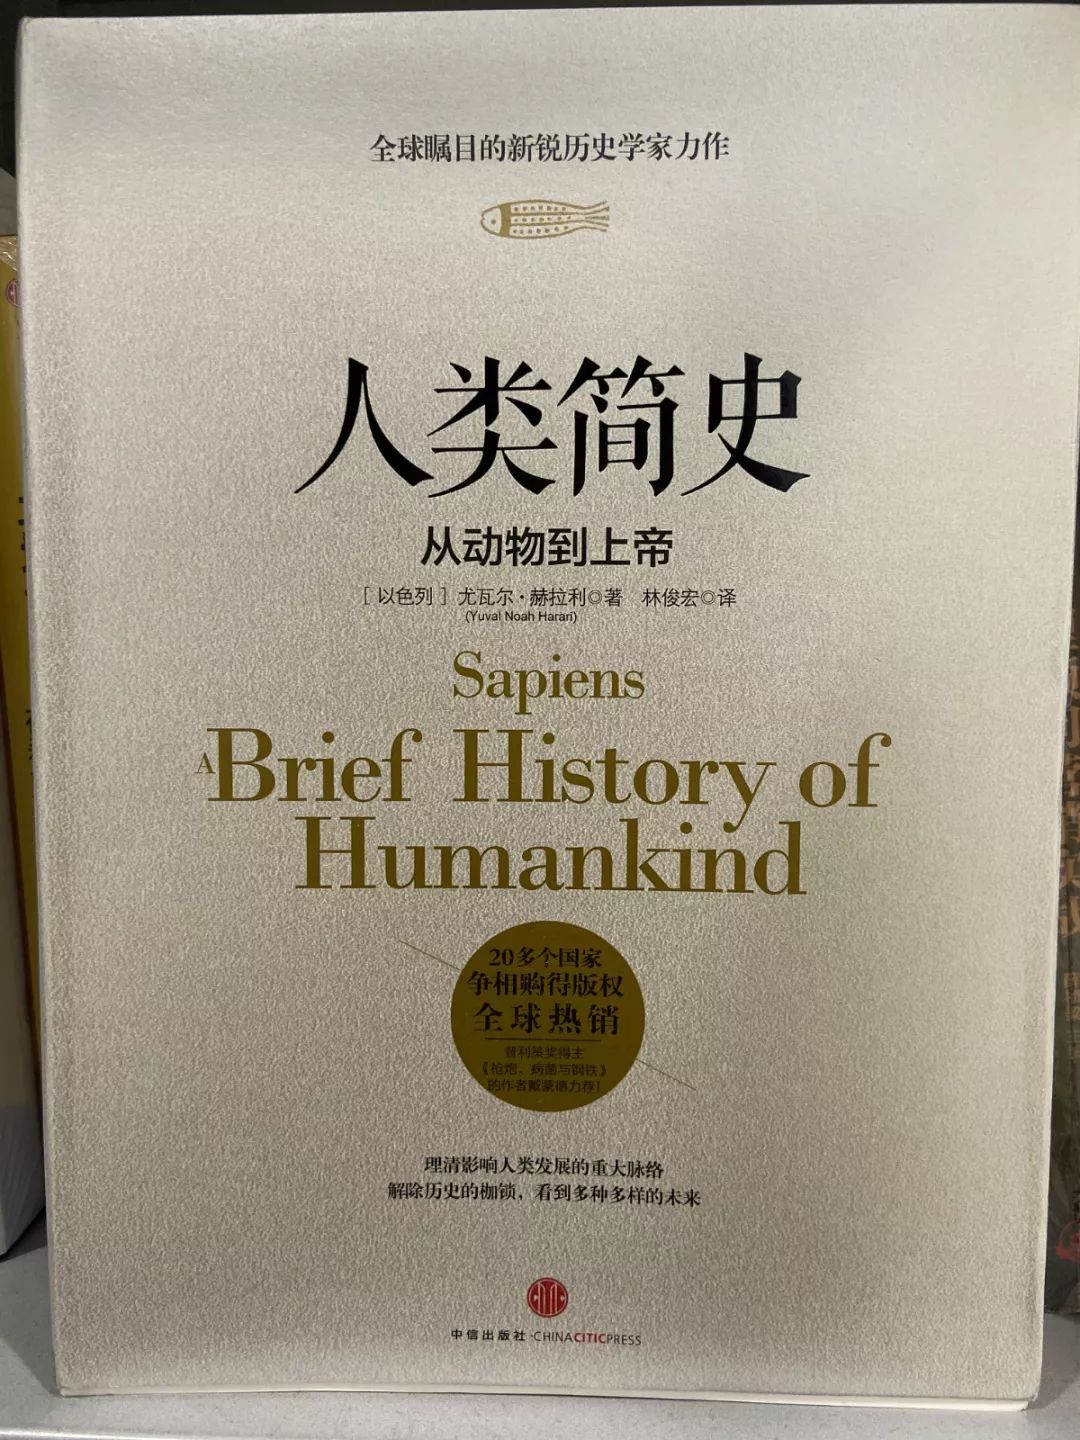 全球瞩目的新锐历史学家力作
人类简史
从动物到上帝
［以色列］尤瓦尔·赫拉利◎著 林俊宏◎译
(Yuval Noah Harari)
Sapiens
A Brief History of
Humankind
20多个国家
争相购得版权
全球热销
普利策奖得主
《枪炮、病菌与钢铁》
的作者戴蒙德力荐！
理清影响人类发展的重大脉络
解除历史的枷锁，看到多种多样的未来
中信出版社·CHINACITICPRESS